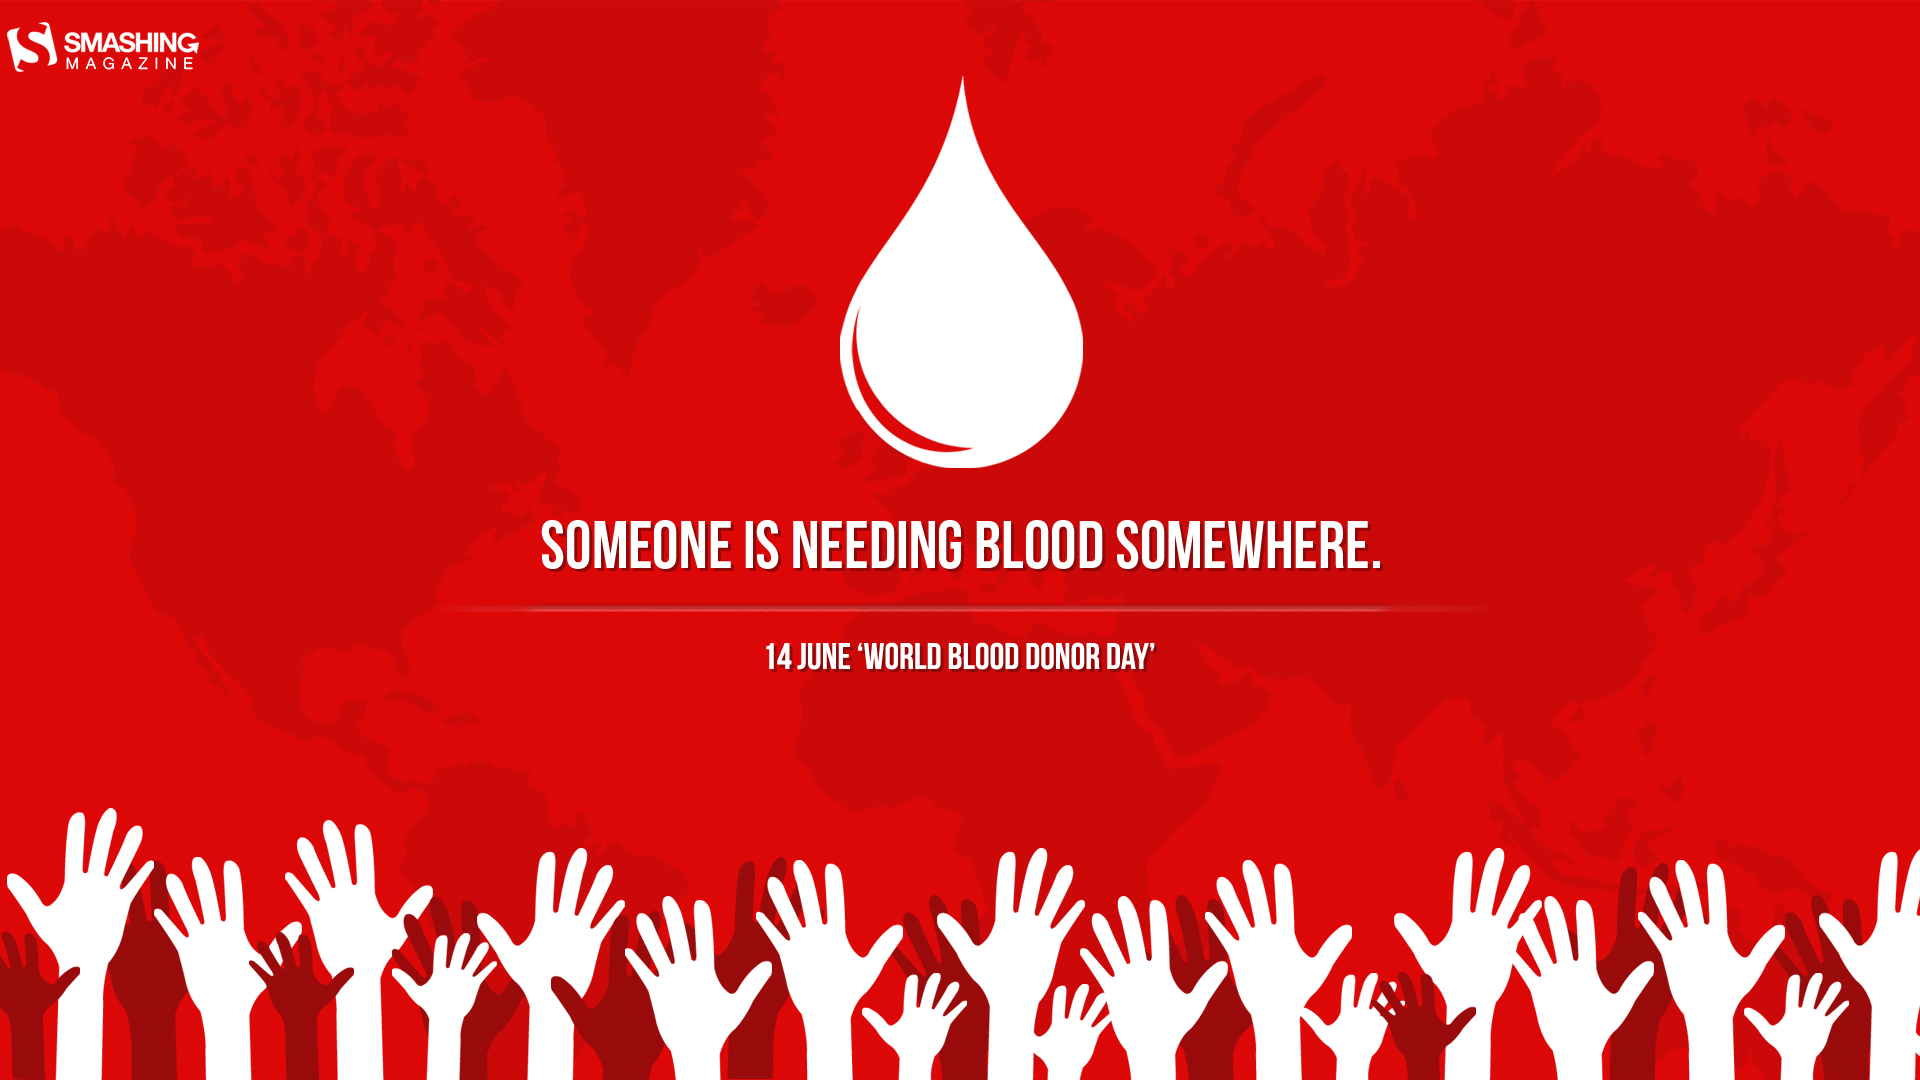 SMASHING
MAGAZINE
SOMEONE IS NEEDING BLOOD SOMEWHERE.
14 JUNE ‘WORLD BLOOD DONOR DAY’